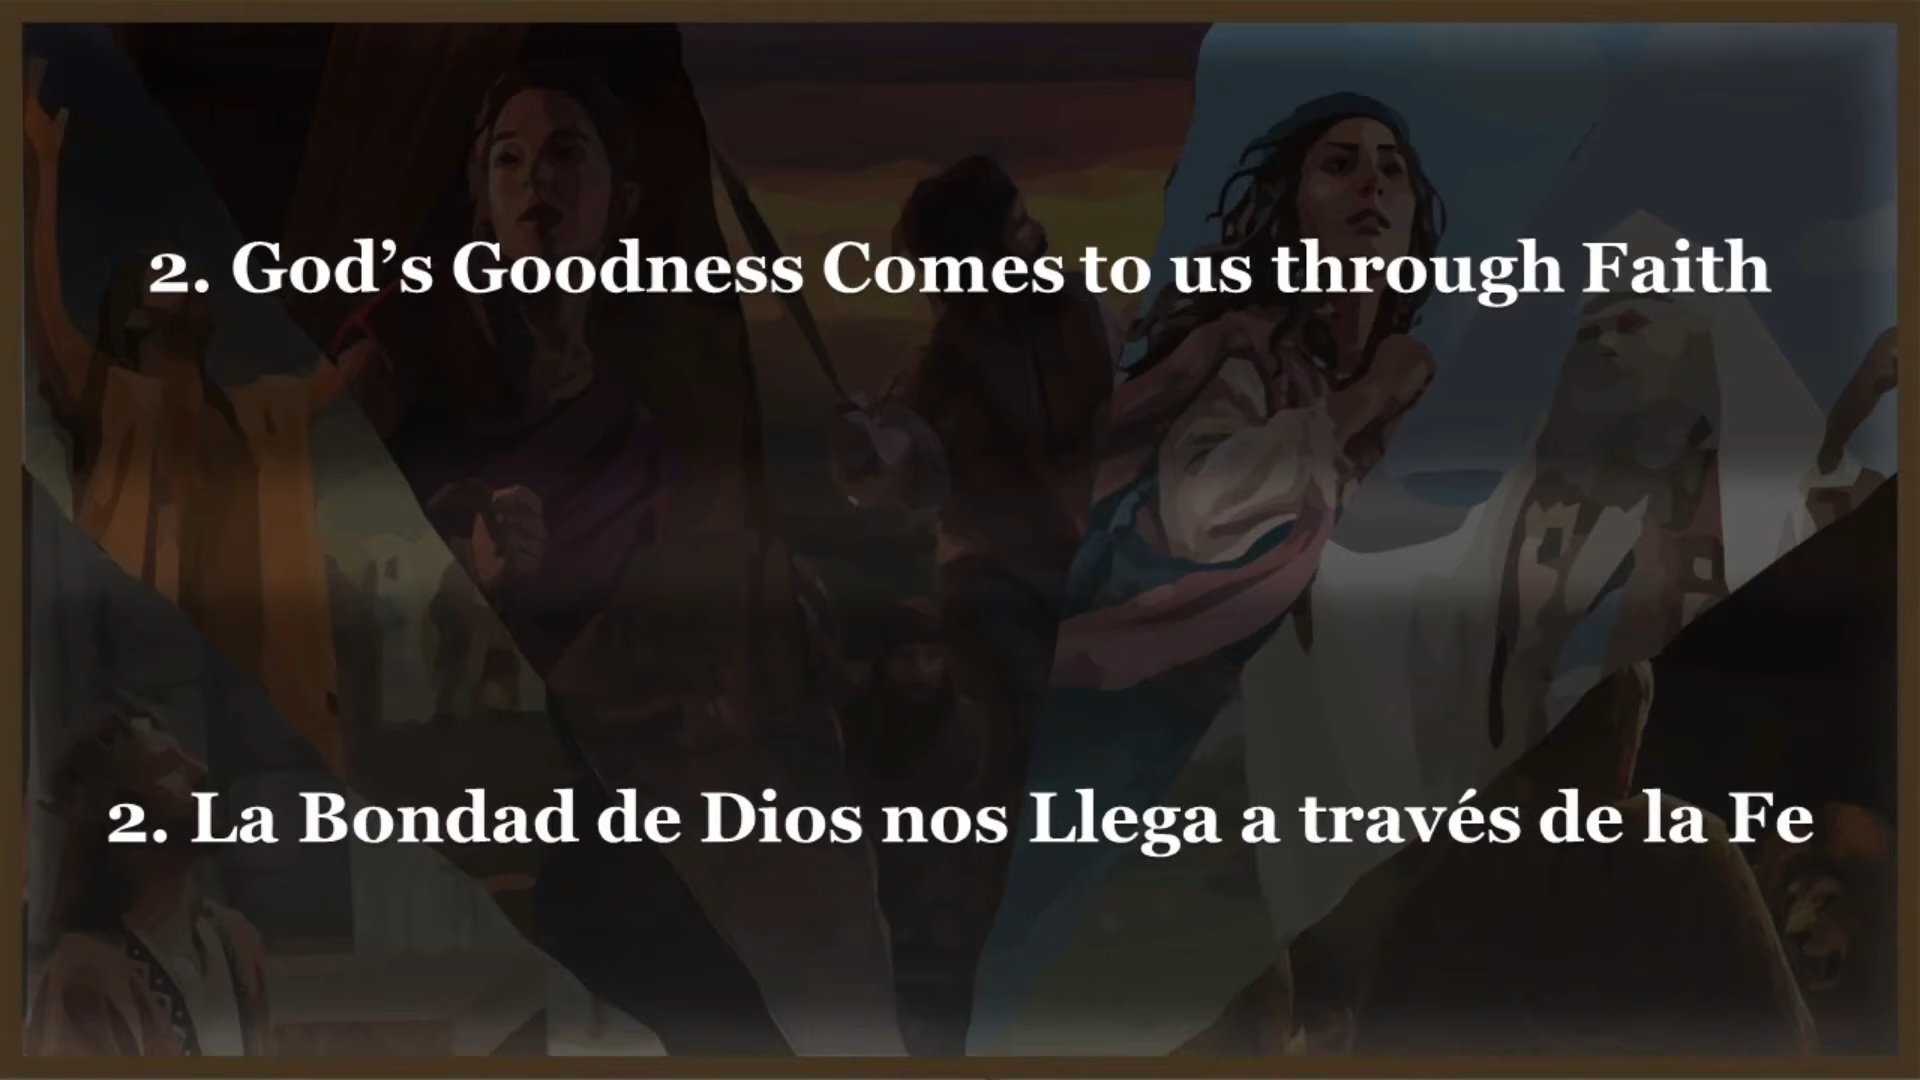 2. God’s Goodness Comes to us through Faith
2. La Bondad de Dios nos Llega a través de la Fe